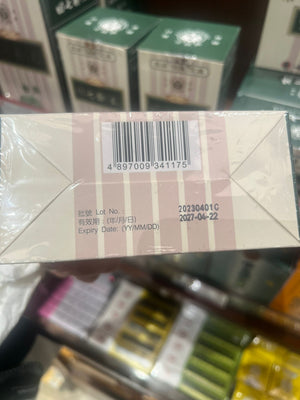 4 897009 341175
批號 Lot No. : 20230401C
有效期 : (年/月/日) 2027-04-22
Expiry Date: (YY/MM/DD)